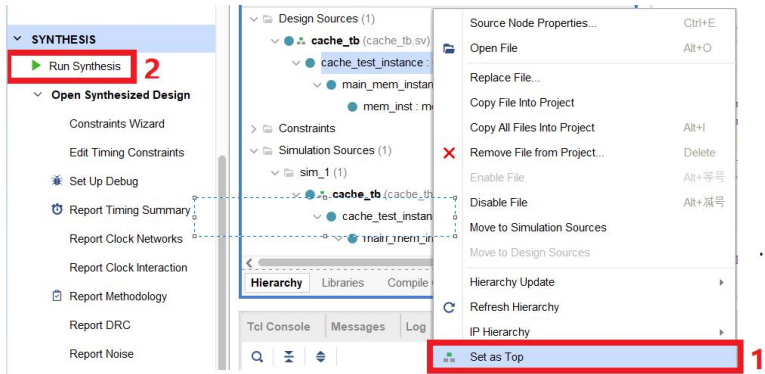 SYNTHESIS
Run Synthesis
2
Open Synthesized Design
Constraints Wizard
Edit Timing Constraints
Set Up Debug
Report Timing Summary
Report Clock Networks
Report Clock Interaction
Report Methodology
Report DRC
Report Noise
Design Sources (1)
cache_tb (cache_tb.sv)
cache_test_instance :
main_mem_instan
mem_inst : me
Constraints
Simulation Sources (1)
sim_1 (1)
cache_tb (cache_tb
cache_test_instan
main_mem_in
Hierarchy Libraries Compile
Tcl Console Messages Log
Source Node Properties... Ctrl+E
Open File Alt+O
Replace File...
Copy File Into Project
Copy All Files Into Project Alt+I
Remove File from Project... Delete
Enable File Alt+等号
Disable File Alt+减号
Move to Simulation Sources
Move to Design Sources
Hierarchy Update
Refresh Hierarchy
IP Hierarchy
Set as Top
1
.